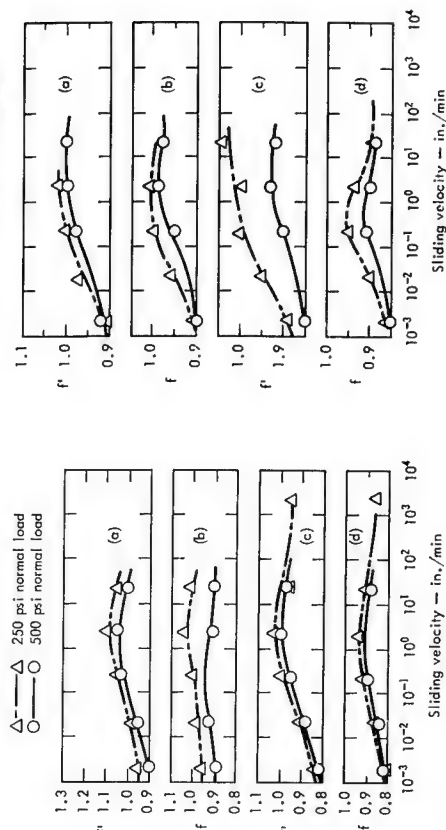 250 psi normal load
500 psi normal load
1.3
1.2
1.1
1.0
0.9
(a)
1.1
1.0
0.9
0.8
f
(b)
1.1
1.0
0.9
0.8
(c)
1.0
0.9
0.8
f
(d)
10⁻³ 10⁻² 10⁻¹ 10⁰ 10¹ 10² 10³ 10⁴
Sliding velocity — in./min
1.1
f' 1.0
0.9
(a)
f 1.0
0.9
(b)
f' 1.0
1.9
(c)
1.0
f 0.9
(d)
10⁻³ 10⁻² 10⁻¹ 10⁰ 10¹ 10² 10³ 10⁴
Sliding velocity — in./min